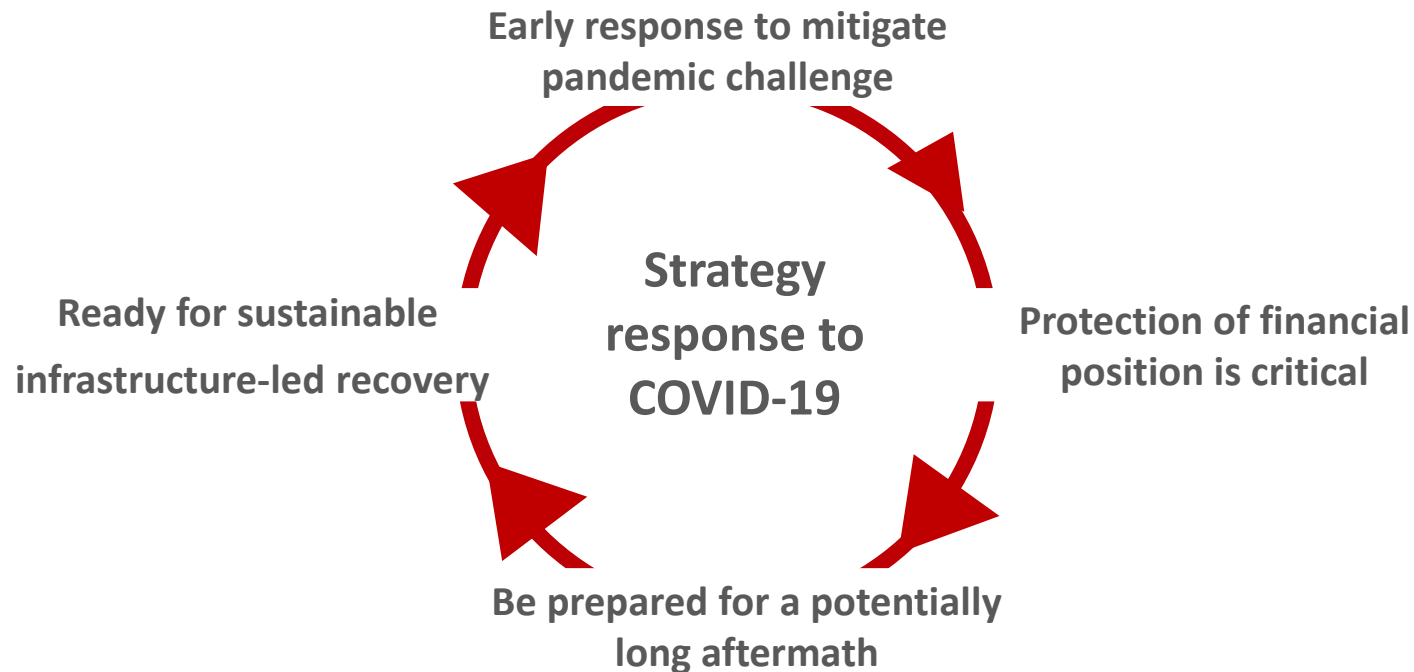 Early response to mitigate
pandemic challenge
Strategy
response to
COVID-19
Protection of financial
position is critical
Be prepared for a potentially
long aftermath
Ready for sustainable
infrastructure-led recovery